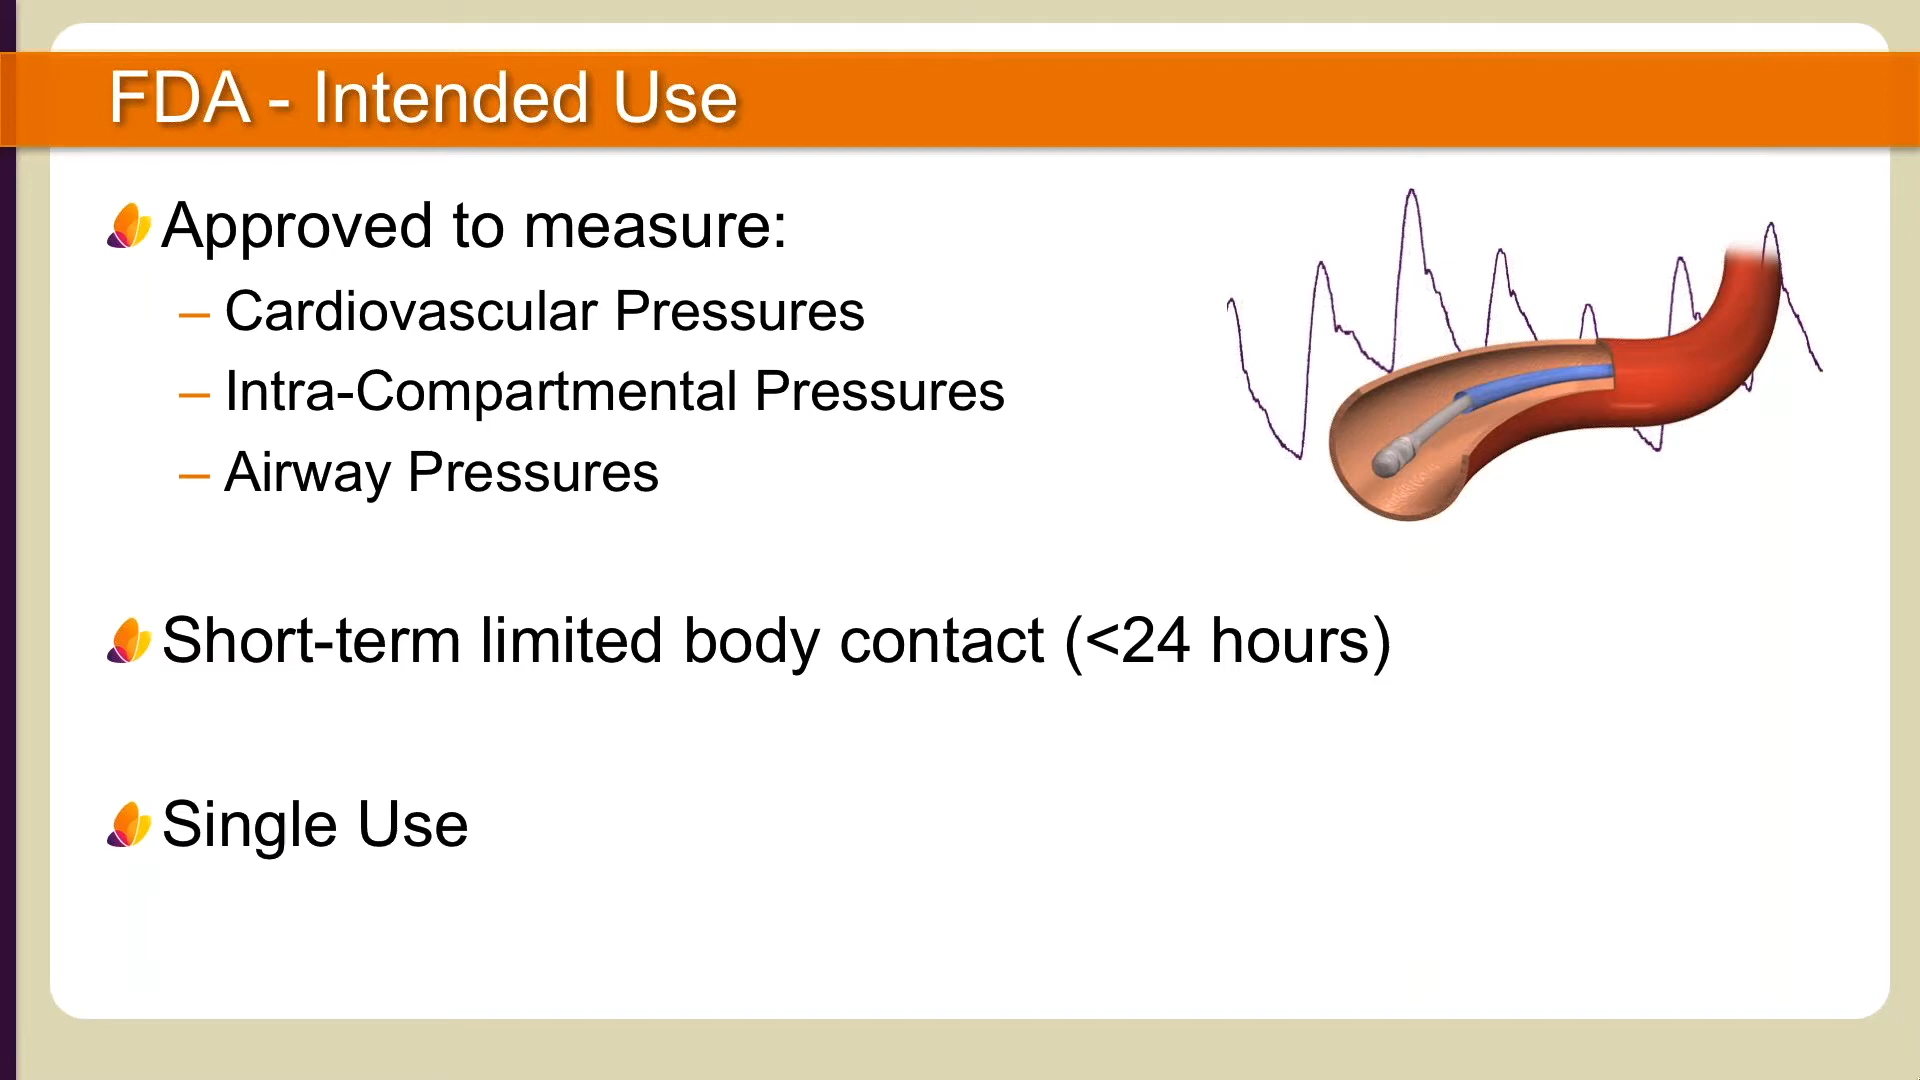 FDA - Intended Use
Approved to measure:
– Cardiovascular Pressures
– Intra-Compartmental Pressures
– Airway Pressures
Short-term limited body contact (<24 hours)
Single Use